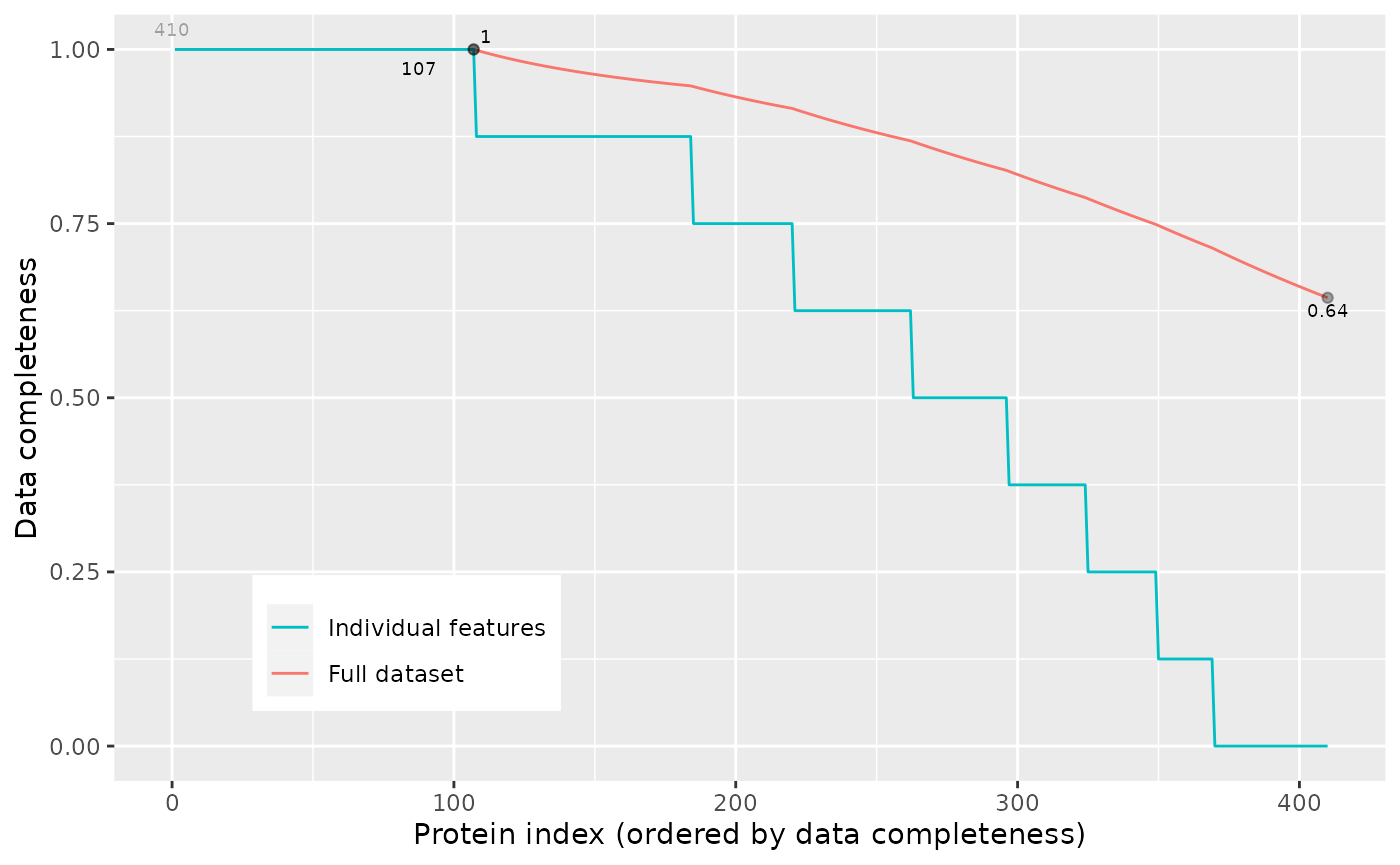 410
1
107
0.64
1.00
0.75
0.50
0.25
0.00
Data completeness
Individual features
Full dataset
0 100 200 300 400
Protein index (ordered by data completeness)